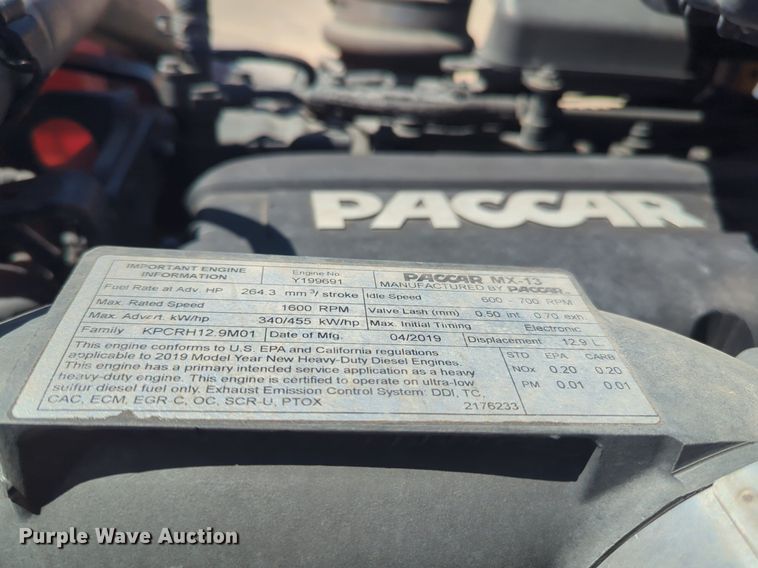 PACCAR
IMPORTANT ENGINE INFORMATION
Engine No. Y199691
PACCAR MX-13
MANUFACTURED BY PACCAR
Fuel Rate at Adv. HP 264.3 mm³/stroke Idle Speed 600 - 700 RPM
Max. Rated Speed 1600 RPM Valve Lash (mm) 0.50 int. 0.70 exh
Max. Advert. kW/hp 340/455 kW/hp Max. Initial Timing Electronic
Family KPCRH12.9M01 Date of Mfg. 04/2019 Displacement 12.9 L
This engine conforms to U.S. EPA and California regulations
applicable to 2019 Model Year New Heavy-Duty Diesel Engines.
This engine has a primary intended service application as a heavy
heavy-duty engine. This engine is certified to operate on ultra-low
sulfur diesel fuel only. Exhaust Emission Control System: DDI, TC,
CAC, ECM, EGR-C, OC, SCR-U, PTOX
STD EPA CARB
NOx 0.20 0.20
PM 0.01 0.01
2176233
Purple Wave Auction